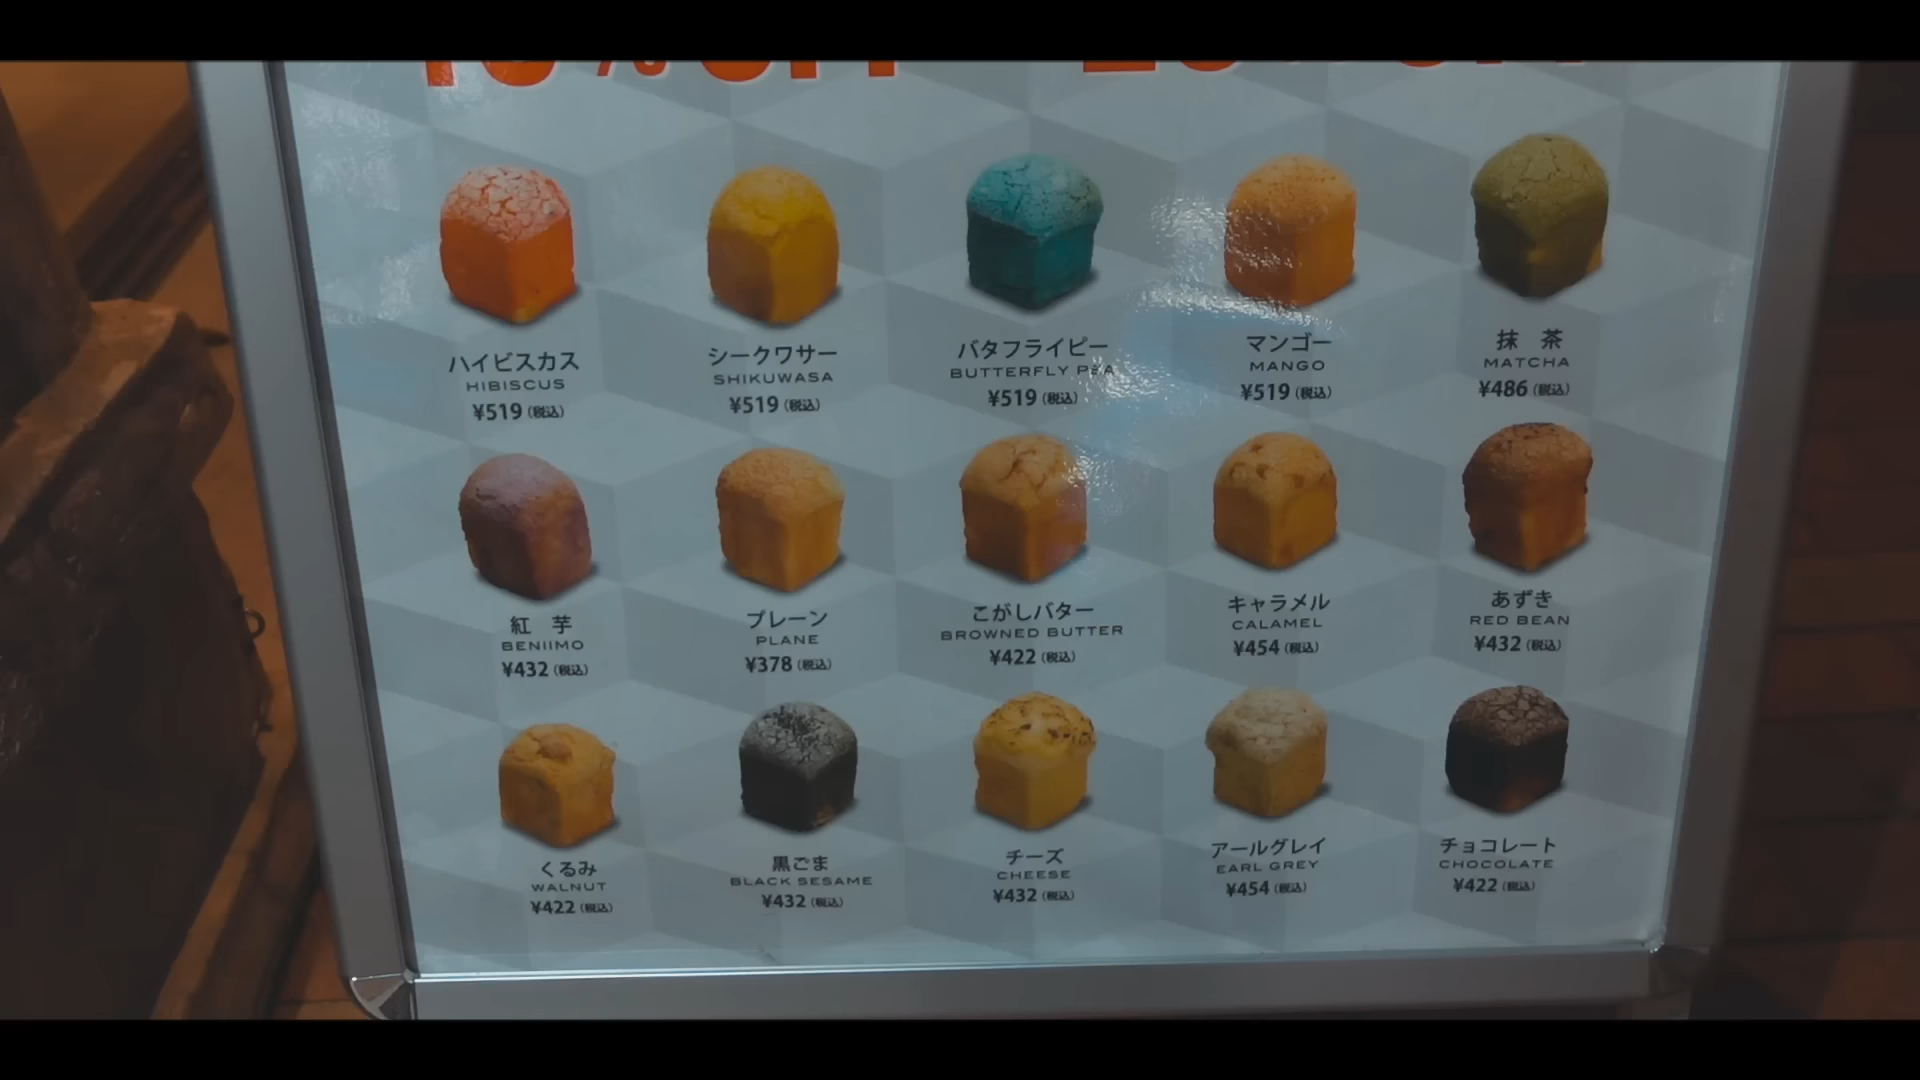 ハイビスカス
HIBISCUS
¥519 (税込)
シークワサー
SHIKUWASA
¥519 (税込)
バタフライピー
BUTTERFLY PEA
¥519 (税込)
マンゴー
MANGO
¥519 (税込)
抹 茶
MATCHA
¥486 (税込)
紅 芋
BENIIMO
¥432 (税込)
プレーン
PLANE
¥378 (税込)
こがしバター
BROWNED BUTTER
¥422 (税込)
キャラメル
CALAMEL
¥454 (税込)
あずき
RED BEAN
¥432 (税込)
くるみ
WALNUT
¥422 (税込)
黒ごま
BLACK SESAME
¥432 (税込)
チーズ
CHEESE
¥432 (税込)
アールグレイ
EARL GREY
¥454 (税込)
チョコレート
CHOCOLATE
¥422 (税込)